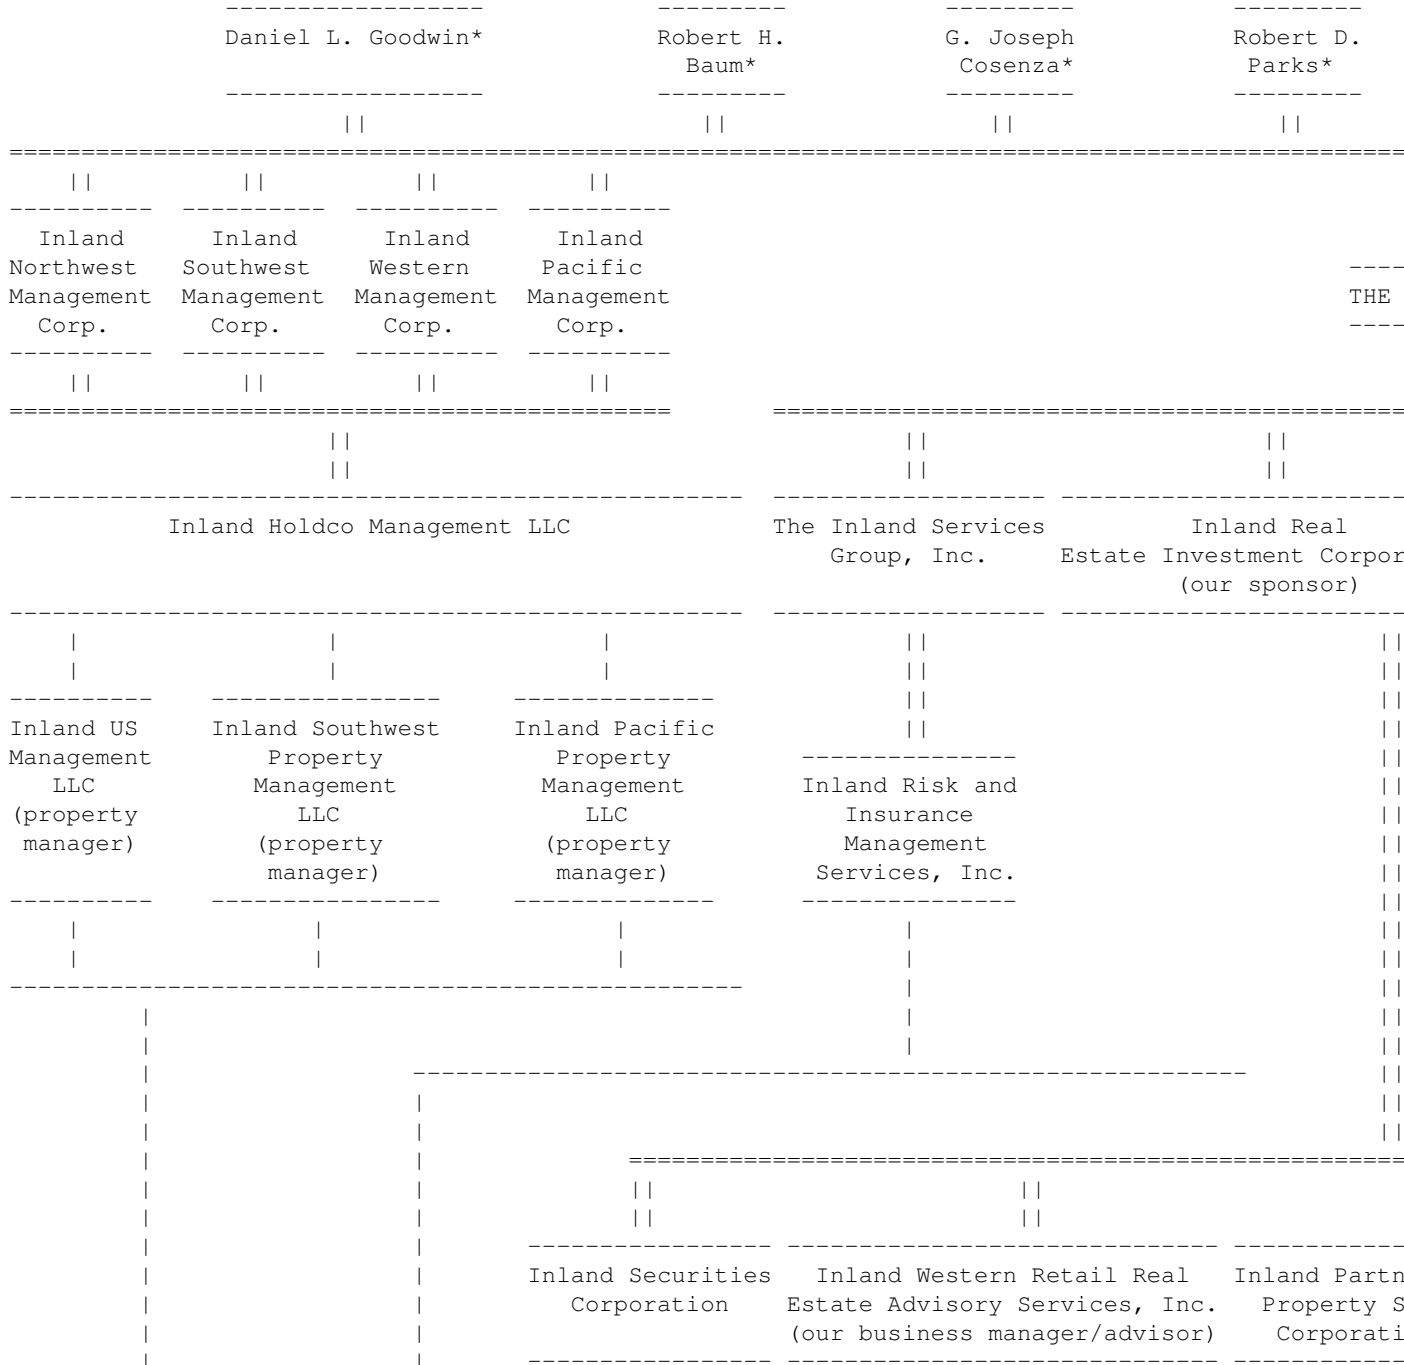 Daniel L. Goodwin* Robert H. G. Joseph Robert D.
Baum* Cosenza* Parks*
Inland Inland Inland Inland
Northwest Southwest Western Pacific
Management Management Management Management THE
Corp. Corp. Corp. Corp.
Inland Holdco Management LLC The Inland Services Inland Real
Group, Inc. Estate Investment Corpor
(our sponsor)
Inland US Inland Southwest Inland Pacific
Management Property Property
LLC Management Management Inland Risk and
(property LLC LLC Insurance
manager) (property (property Management
manager) manager) Services, Inc.
Inland Securities Inland Western Retail Real Inland Partn
Corporation Estate Advisory Services, Inc. Property S
(our business manager/advisor) Corporati